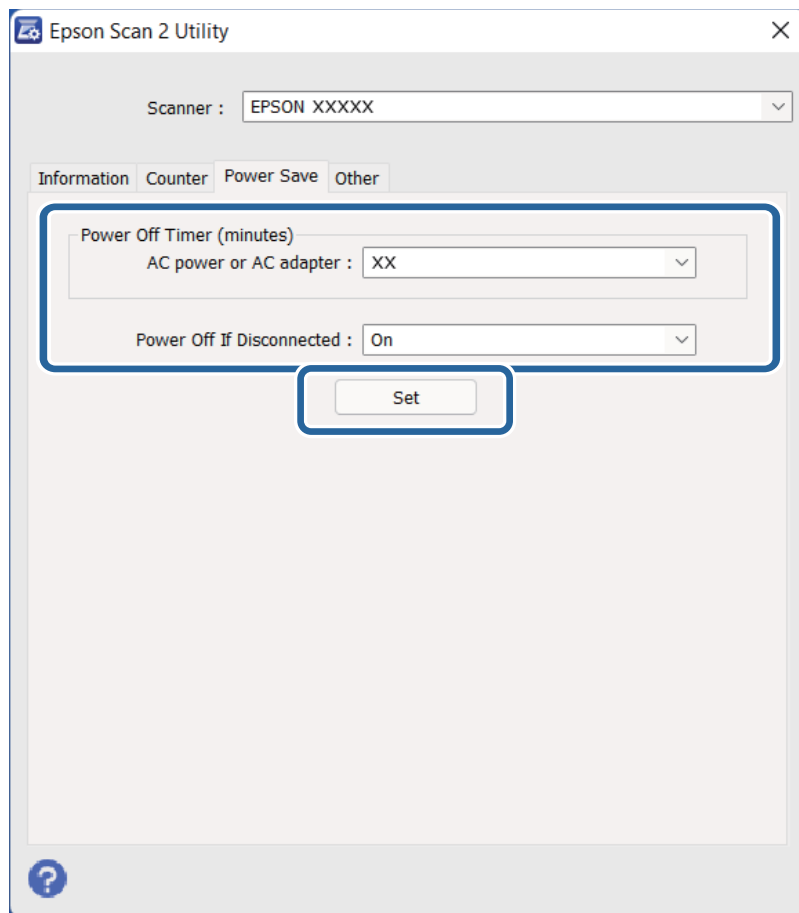 Epson Scan 2 Utility
Scanner : EPSON XXXXX
Information Counter Power Save Other
Power Off Timer (minutes)
AC power or AC adapter : XX
Power Off If Disconnected : On
Set
?